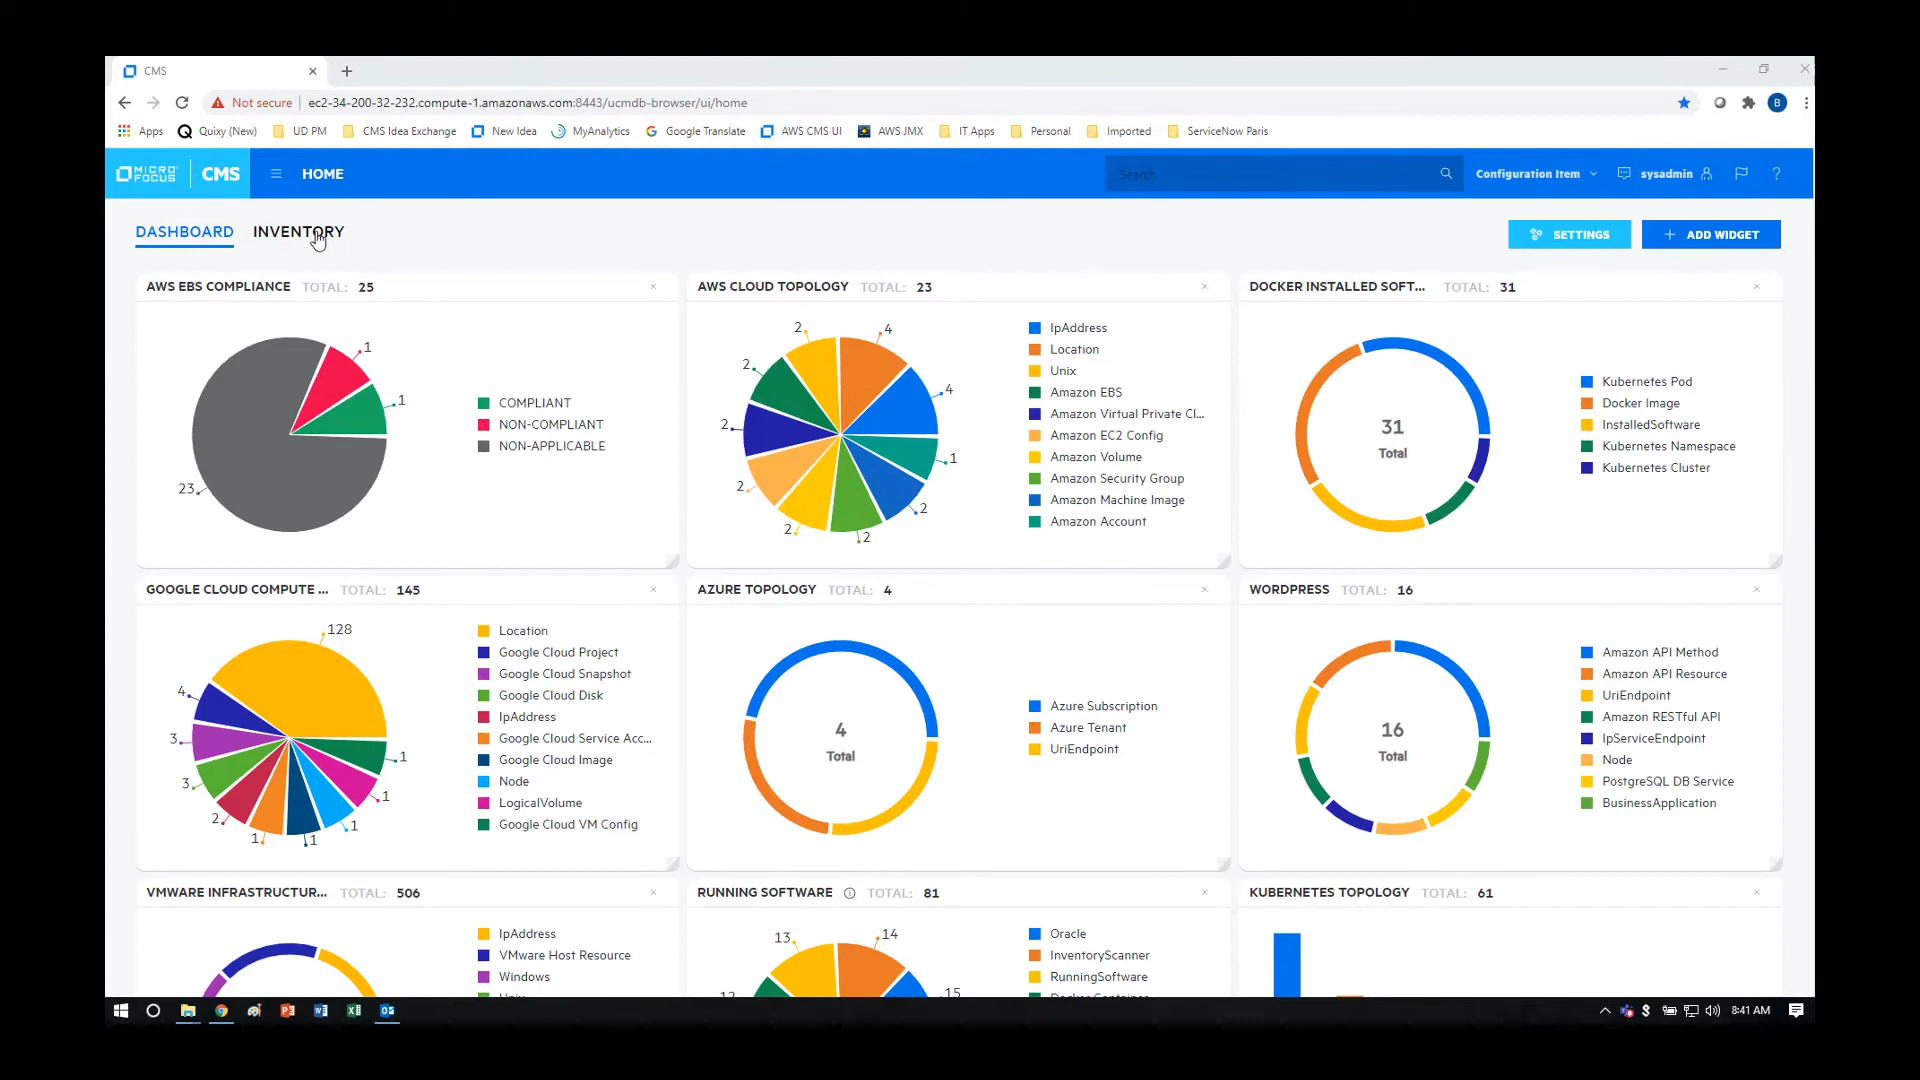 CMS
Not secure
ec2-34-200-32-232.compute-1.amazonaws.com:8443/ucmdb-browser/ui/home
B
Apps
Quixy (New)
UD PM
CMS Idea Exchange
New Idea
MyAnalytics
Google Translate
AWS CMS UI
AWS JMX
IT Apps
Personal
Imported
ServiceNow Paris
MICRO FOCUS
CMS
HOME
Search
Configuration Item
sysadmin
?
DASHBOARD
INVENTORY
SETTINGS
+ ADD WIDGET
AWS EBS COMPLIANCE TOTAL: 25
1
1
23
COMPLIANT
NON-COMPLIANT
NON-APPLICABLE
AWS CLOUD TOPOLOGY TOTAL: 23
2
4
4
2
2
1
2
2
2
2
IpAddress
Location
Unix
Amazon EBS
Amazon Virtual Private Cl...
Amazon EC2 Config
Amazon Volume
Amazon Security Group
Amazon Machine Image
Amazon Account
DOCKER INSTALLED SOFT... TOTAL: 31
31
Total
Kubernetes Pod
Docker Image
InstalledSoftware
Kubernetes Namespace
Kubernetes Cluster
GOOGLE CLOUD COMPUTE ... TOTAL: 145
128
4
3
3
2
1
1
1
1
1
Location
Google Cloud Project
Google Cloud Snapshot
Google Cloud Disk
IpAddress
Google Cloud Service Acc...
Google Cloud Image
Node
LogicalVolume
Google Cloud VM Config
AZURE TOPOLOGY TOTAL: 4
4
Total
Azure Subscription
Azure Tenant
UriEndpoint
WORDPRESS TOTAL: 16
16
Total
Amazon API Method
Amazon API Resource
UriEndpoint
Amazon RESTful API
IpServiceEndpoint
Node
PostgreSQL DB Service
BusinessApplication
VMWARE INFRASTRUCTUR... TOTAL: 506
IpAddress
VMware Host Resource
Windows
RUNNING SOFTWARE TOTAL: 81
13
14
12
15
Oracle
InventoryScanner
RunningSoftware
KUBERNETES TOPOLOGY TOTAL: 61
8:41 AM